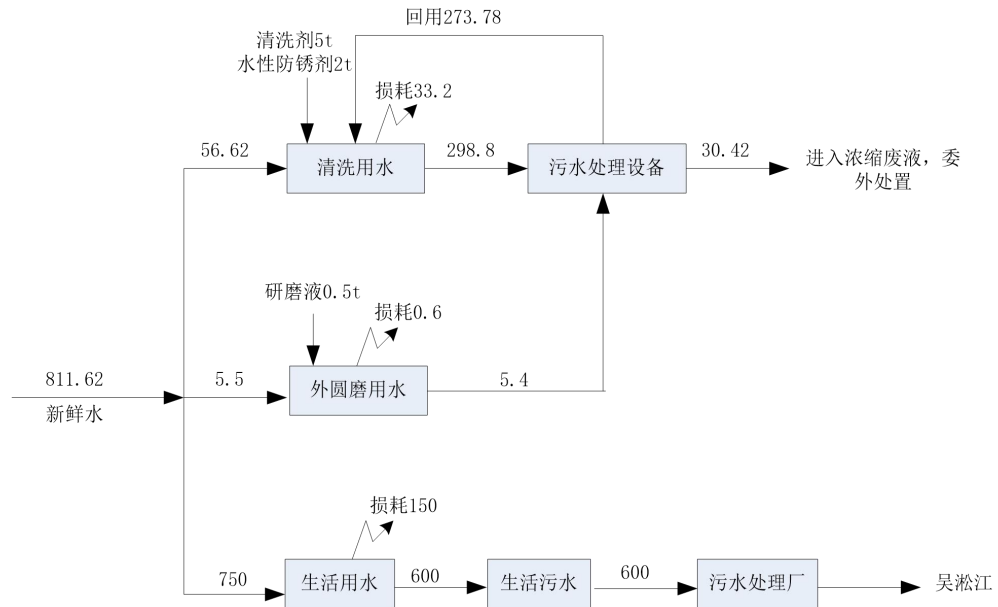 回用273.78
清洗剂5t
水性防锈剂2t
损耗33.2
56.62
清洗用水
298.8
污水处理设备
30.42
进入浓缩废液，委
外处置
研磨液0.5t
损耗0.6
811.62
新鲜水
5.5
外圆磨用水
5.4
损耗150
750
生活用水
600
生活污水
600
污水处理厂
吴淞江